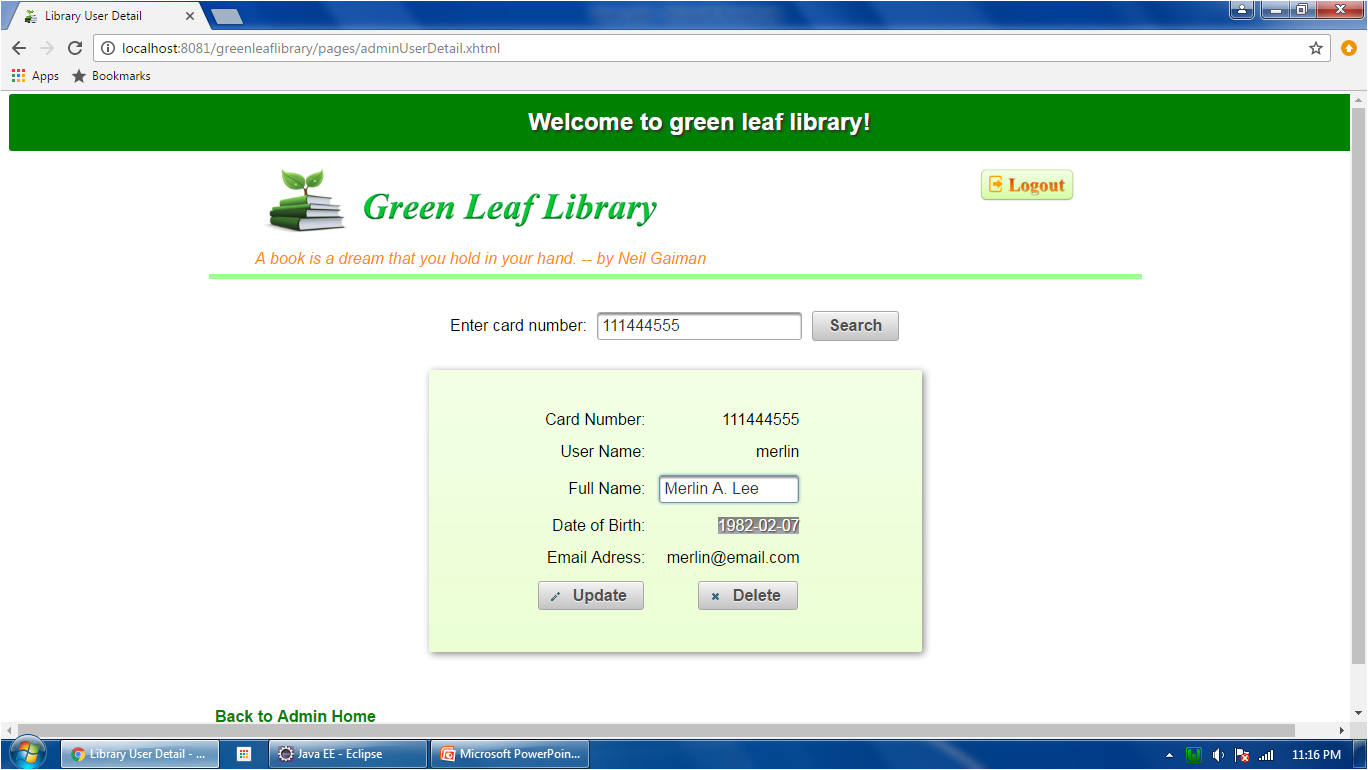 Library User Detail
localhost:8081/greenleaflibrary/pages/adminUserDetail.xhtml
Apps Bookmarks
Welcome to green leaf library!
Green Leaf Library
Logout
A book is a dream that you hold in your hand. -- by Neil Gaiman
Enter card number: 111444555 Search
Card Number: 111444555
User Name: merlin
Full Name: Merlin A. Lee
Date of Birth: 1982-02-07
Email Adress: merlin@email.com
Update Delete
Back to Admin Home
Library User Detail - ... Java EE - Eclipse Microsoft PowerPoin... 11:16 PM